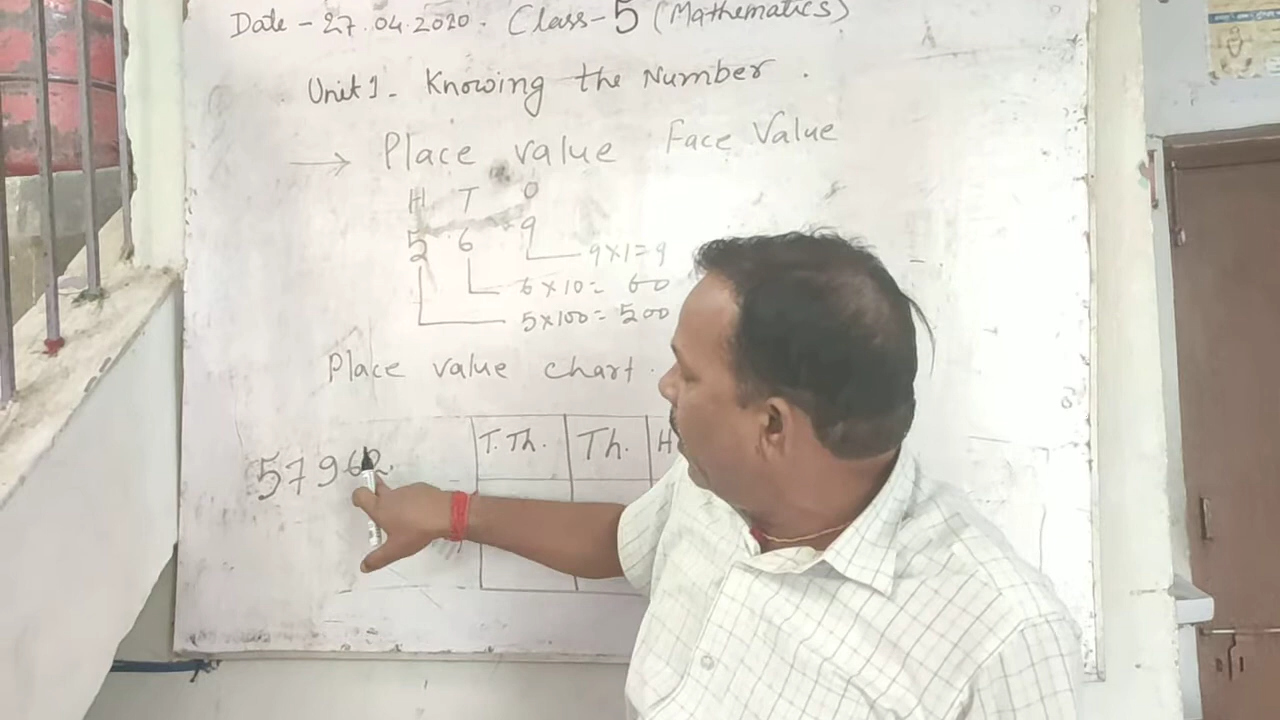 Date - 27.04.2020. Class-5 (Mathematics)
Unit 1 - Knowing the Number.
→ Place value Face Value
H T O
5 6 9
9×1=9
6×10= 60
5×100= 500
Place value chart.
T.Th. Th. H
57962